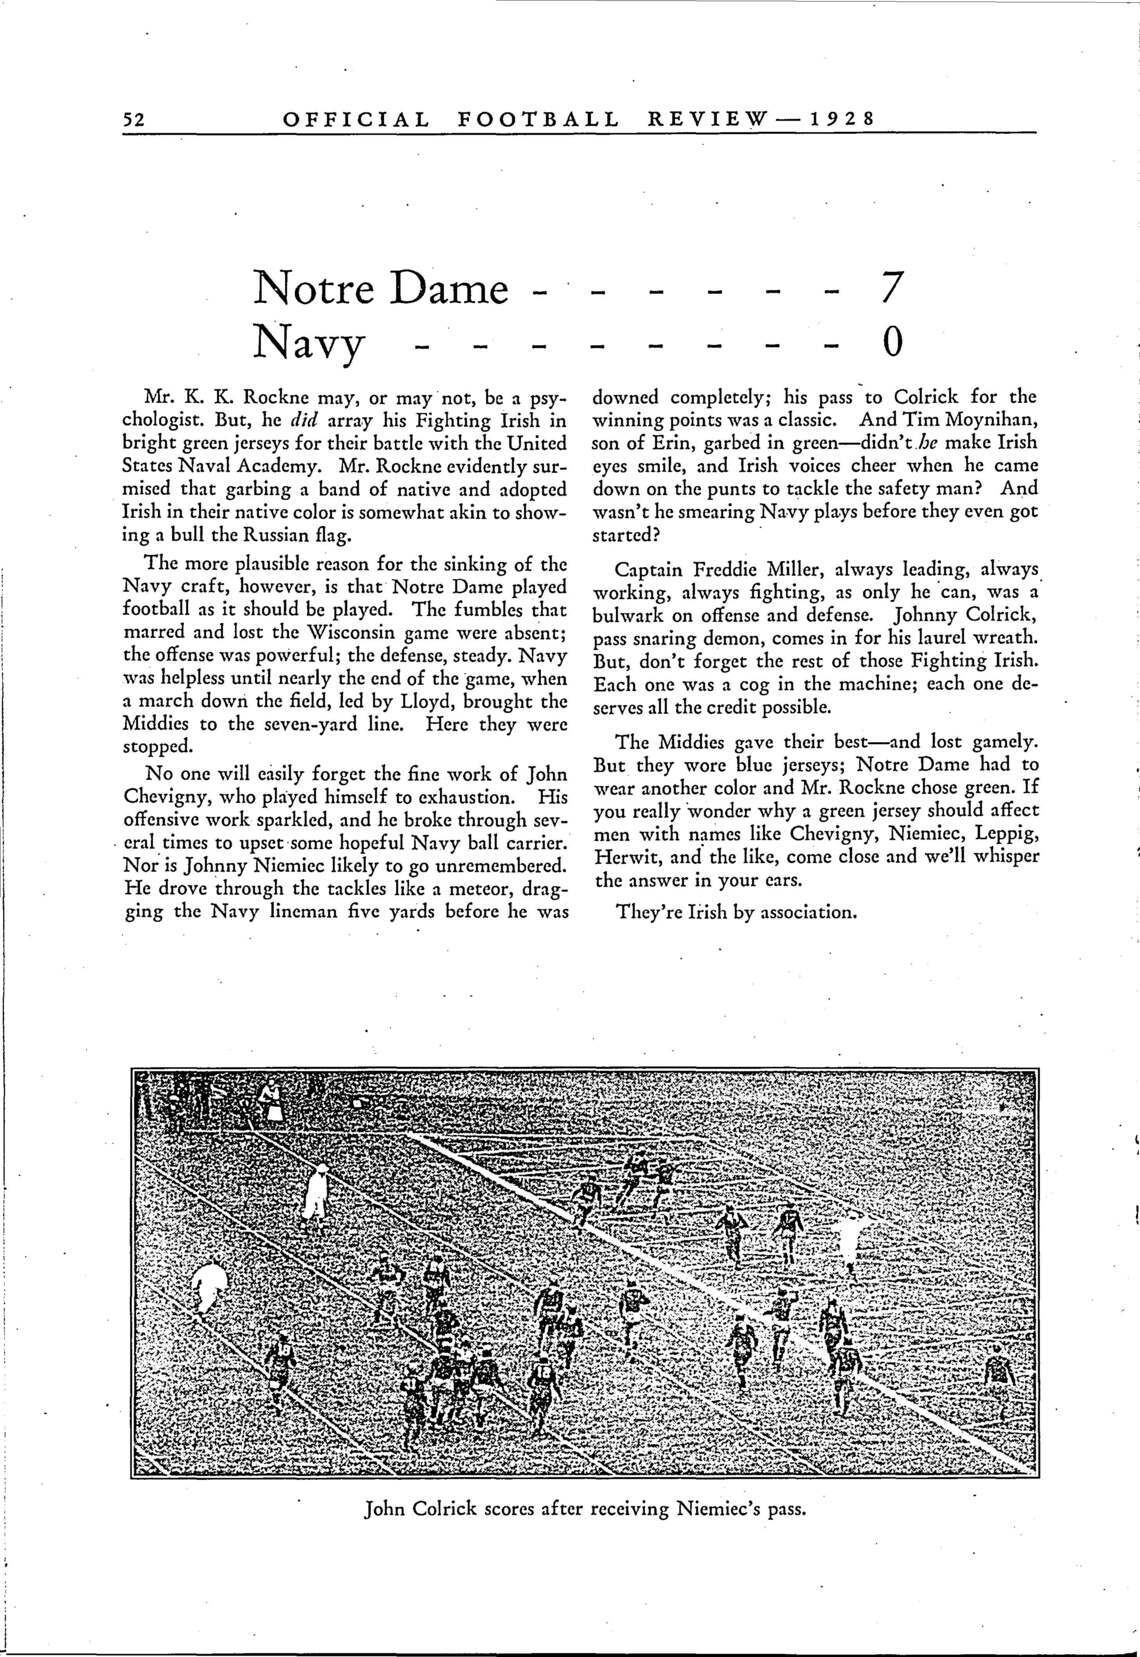 52 OFFICIAL FOOTBALL REVIEW—1928
Notre Dame - - - - - - 7
Navy - - - - - - - - 0
Mr. K. K. Rockne may, or may not, be a psy-
chologist. But, he did array his Fighting Irish in
bright green jerseys for their battle with the United
States Naval Academy. Mr. Rockne evidently sur-
mised that garbing a band of native and adopted
Irish in their native color is somewhat akin to show-
ing a bull the Russian flag.
The more plausible reason for the sinking of the
Navy craft, however, is that Notre Dame played
football as it should be played. The fumbles that
marred and lost the Wisconsin game were absent;
the offense was powerful; the defense, steady. Navy
was helpless until nearly the end of the game, when
a march down the field, led by Lloyd, brought the
Middies to the seven-yard line. Here they were
stopped.
No one will easily forget the fine work of John
Chevigny, who played himself to exhaustion. His
offensive work sparkled, and he broke through sev-
eral times to upset some hopeful Navy ball carrier.
Nor is Johnny Niemiec likely to go unremembered.
He drove through the tackles like a meteor, drag-
ging the Navy lineman five yards before he was
downed completely; his pass to Colrick for the
winning points was a classic. And Tim Moynihan,
son of Erin, garbed in green—didn't he make Irish
eyes smile, and Irish voices cheer when he came
down on the punts to tackle the safety man? And
wasn't he smearing Navy plays before they even got
started?
Captain Freddie Miller, always leading, always
working, always fighting, as only he can, was a
bulwark on offense and defense. Johnny Colrick,
pass snaring demon, comes in for his laurel wreath.
But, don't forget the rest of those Fighting Irish.
Each one was a cog in the machine; each one de-
serves all the credit possible.
The Middies gave their best—and lost gamely.
But they wore blue jerseys; Notre Dame had to
wear another color and Mr. Rockne chose green. If
you really wonder why a green jersey should affect
men with names like Chevigny, Niemiec, Leppig,
Herwit, and the like, come close and we'll whisper
the answer in your ears.
They're Irish by association.
John Colrick scores after receiving Niemiec's pass.